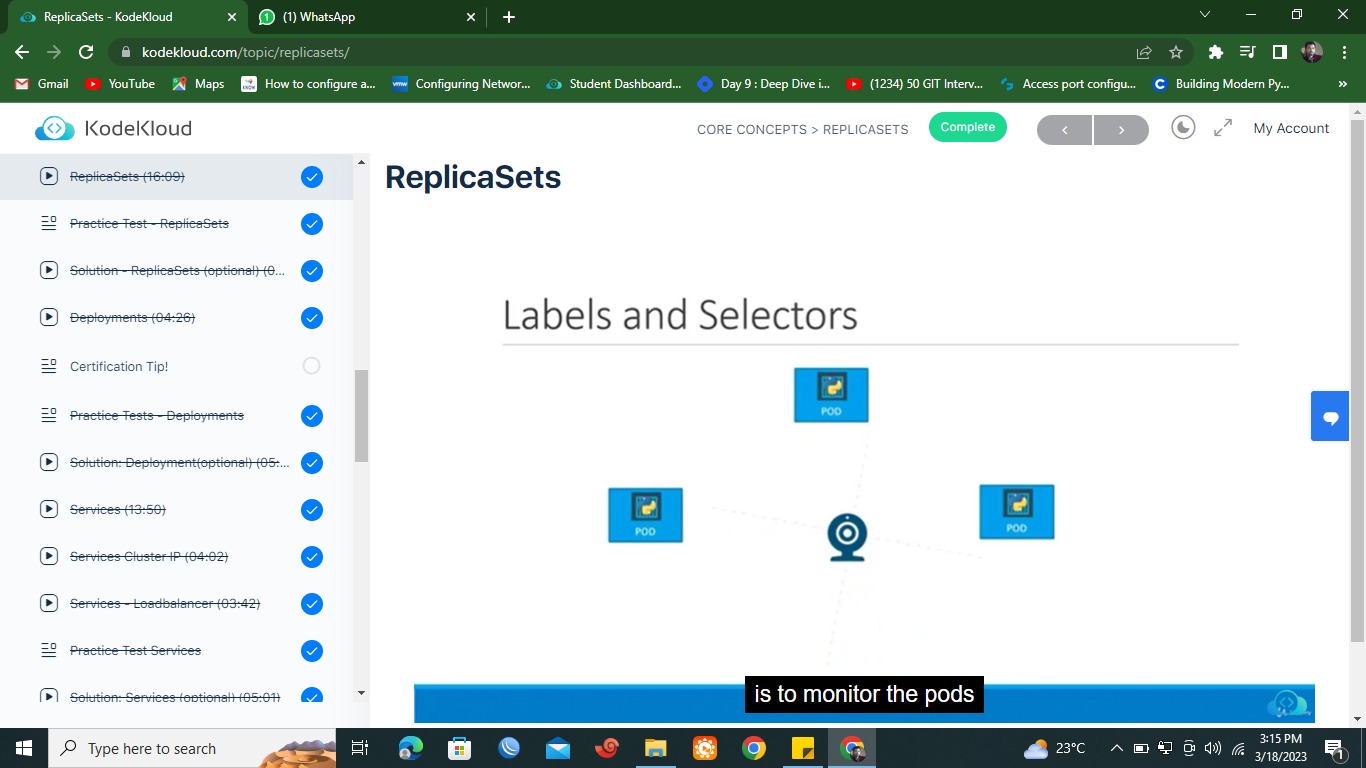 ReplicaSets - KodeKloud
(1) WhatsApp
kodekloud.com/topic/replicasets/
Gmail
YouTube
Maps
How to configure a...
Configuring Networ...
Student Dashboard...
Day 9 : Deep Dive i...
(1234) 50 GIT Interv...
Access port configu...
Building Modern Py...
»
KodeKloud
CORE CONCEPTS > REPLICASETS
Complete
My Account
ReplicaSets (16:09)
Practice Test - ReplicaSets
Solution - ReplicaSets (optional) (0...
Deployments (04:26)
Certification Tip!
Practice Tests - Deployments
Solution: Deployment(optional) (05:...
Services (13:50)
Services Cluster IP (04:02)
Services - Loadbalancer (03:42)
Practice Test Services
Solution: Services (optional) (05:01)
ReplicaSets
Labels and Selectors
POD
POD
POD
is to monitor the pods
Type here to search
23°C
3:15 PM
3/18/2023
1